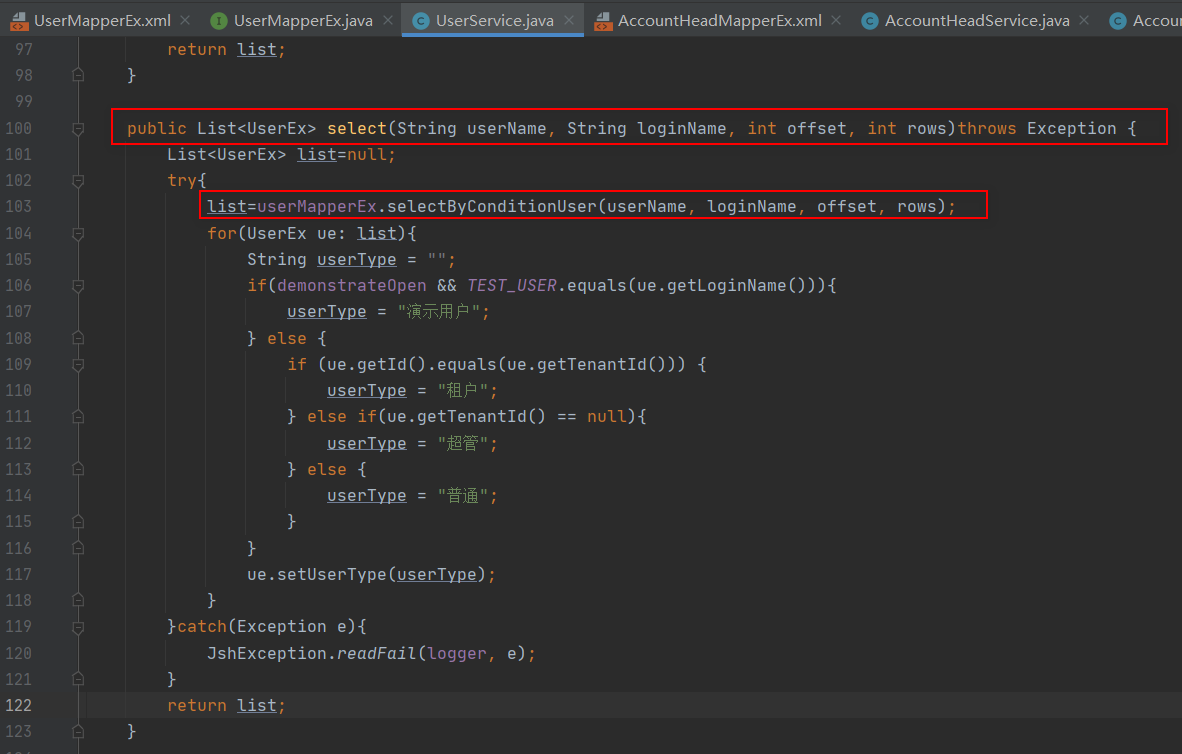 UserMapperEx.xml UserMapperEx.java UserService.java AccountHeadMapperEx.xml AccountHeadService.java Accou
97 return list;
98 }
99
100 public List<UserEx> select(String userName, String loginName, int offset, int rows)throws Exception {
101 List<UserEx> list=null;
102 try{
103 list=userMapperEx.selectByConditionUser(userName, loginName, offset, rows);
104 for(UserEx ue: list){
105 String userType = "";
106 if(demonstrateOpen && TEST_USER.equals(ue.getLoginName())){
107 userType = "演示用户";
108 } else {
109 if (ue.getId().equals(ue.getTenantId())) {
110 userType = "租户";
111 } else if(ue.getTenantId() == null){
112 userType = "超管";
113 } else {
114 userType = "普通";
115 }
116 }
117 ue.setUserType(userType);
118 }
119 }catch(Exception e){
120 JshException.readFail(logger, e);
121 }
122 return list;
123 }